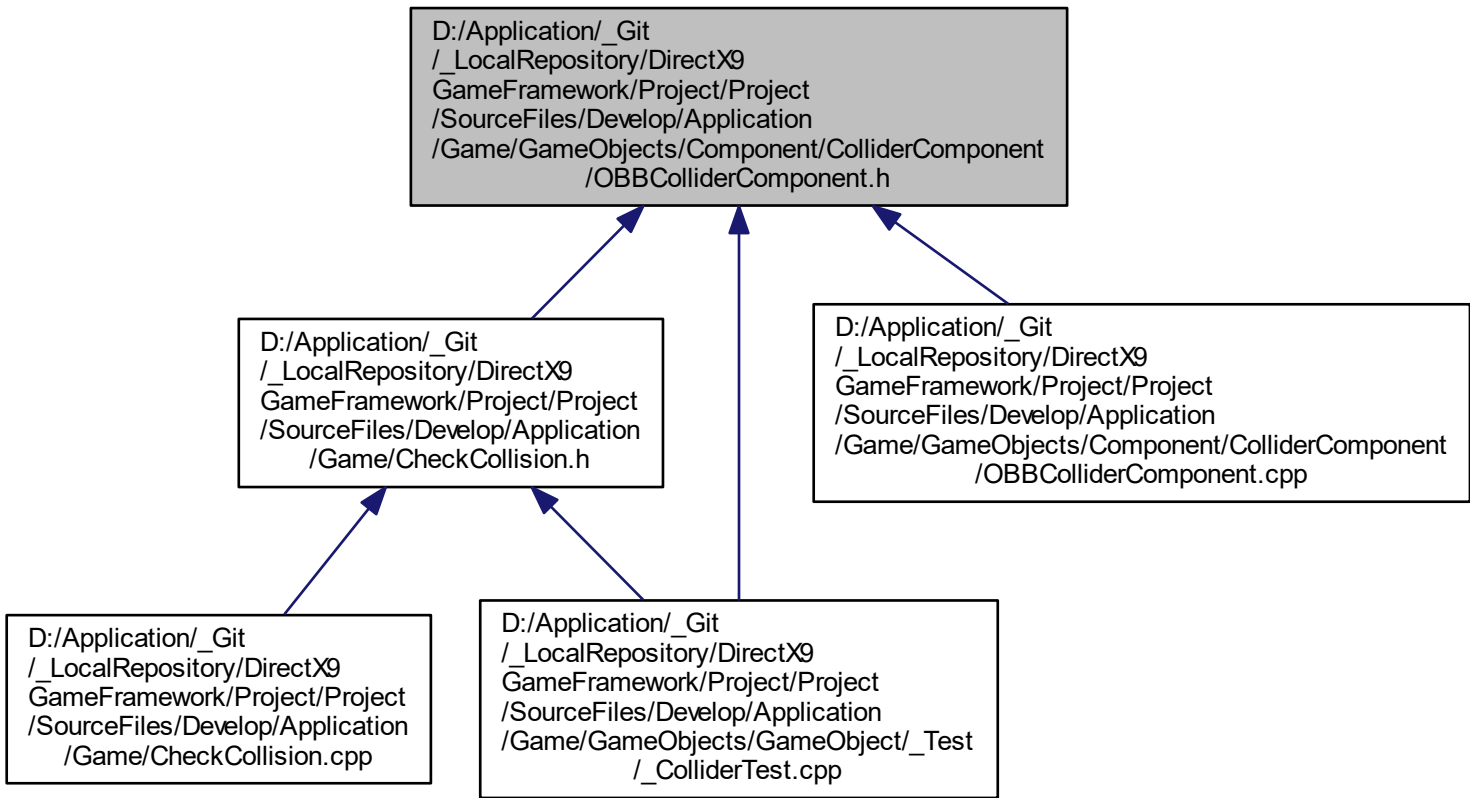 D:/Application/_Git
/_LocalRepository/DirectX9
GameFramework/Project/Project
/SourceFiles/Develop/Application
/Game/GameObjects/Component/ColliderComponent
/OBBColliderComponent.h
D:/Application/_Git
/_LocalRepository/DirectX9
GameFramework/Project/Project
/SourceFiles/Develop/Application
/Game/CheckCollision.h
D:/Application/_Git
/_LocalRepository/DirectX9
GameFramework/Project/Project
/SourceFiles/Develop/Application
/Game/GameObjects/Component/ColliderComponent
/OBBColliderComponent.cpp
D:/Application/_Git
/_LocalRepository/DirectX9
GameFramework/Project/Project
/SourceFiles/Develop/Application
/Game/CheckCollision.cpp
D:/Application/_Git
/_LocalRepository/DirectX9
GameFramework/Project/Project
/SourceFiles/Develop/Application
/Game/GameObjects/GameObject/_Test
/_ColliderTest.cpp